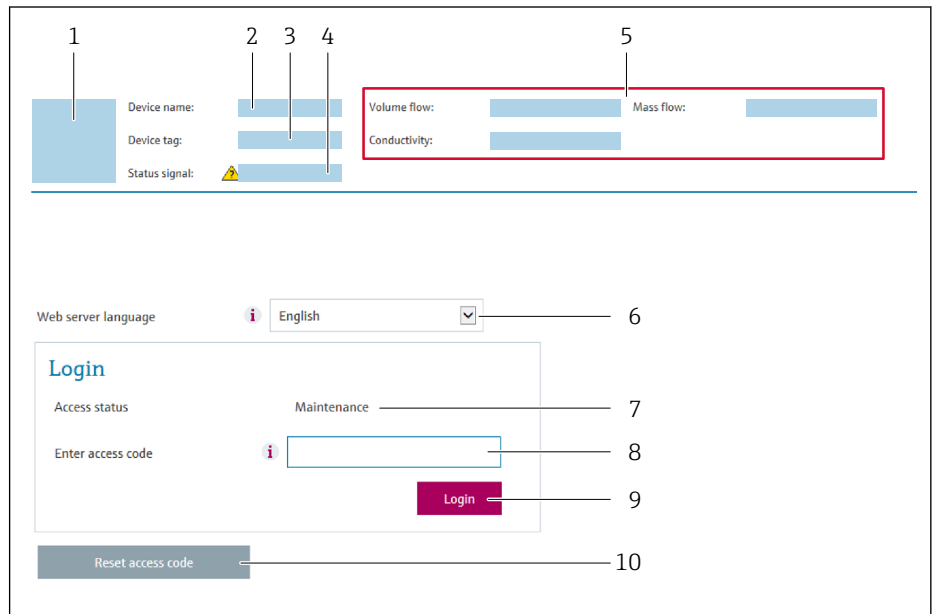 1 2 3 4 5
Device name: Volume flow: Mass flow:
Device tag: Conductivity:
Status signal: ?
Web server language i English 6
Login
Access status Maintenance 7
Enter access code i 8
Login 9
Reset access code 10